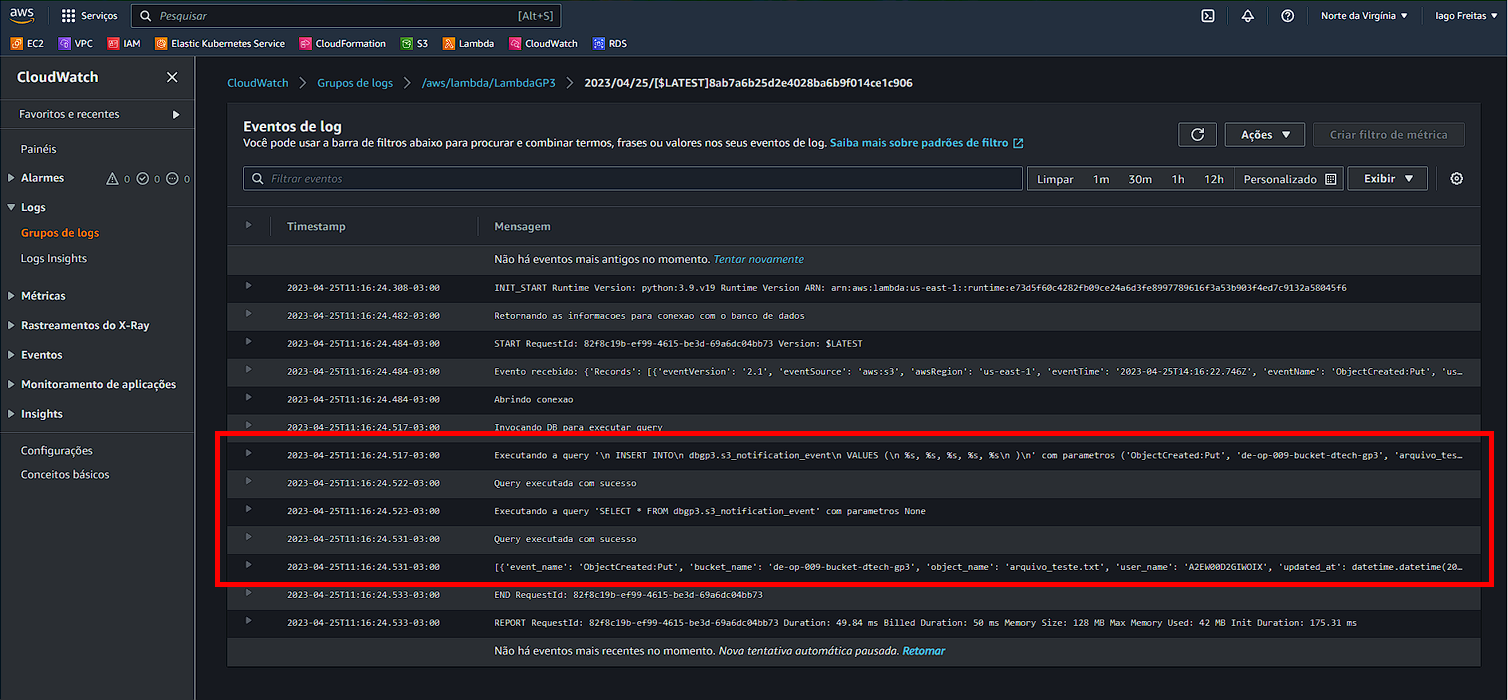 aws Serviços Pesquisar [Alt+S] Norte da Virgínia Iago Freitas
EC2 VPC IAM Elastic Kubernetes Service CloudFormation S3 Lambda CloudWatch RDS
CloudWatch
Favoritos e recentes
Painéis
Alarmes 0 0 0
Logs
Grupos de logs
Logs Insights
Métricas
Rastreamentos do X-Ray
Eventos
Monitoramento de aplicações
Insights
Configurações
Conceitos básicos
CloudWatch Grupos de logs /aws/lambda/LambdaGP3 2023/04/25/[$LATEST]8ab7a6b25d2e4028ba6b9f014ce1c906
Eventos de log
Você pode usar a barra de filtros abaixo para procurar e combinar termos, frases ou valores nos seus eventos de log. Saiba mais sobre padrões de filtro
Ações Criar filtro de métrica
Filtrar eventos Limpar 1m 30m 1h 12h Personalizado Exibir
Timestamp Mensagem
Não há eventos mais antigos no momento. Tentar novamente
2023-04-25T11:16:24.308-03:00 INIT_START Runtime Version: python:3.9.v19 Runtime Version ARN: arn:aws:lambda:us-east-1::runtime:e73d5f60c4282fb09ce24a6d3fe8997789616f3a53b903f4ed7c9132a58045f6
2023-04-25T11:16:24.482-03:00 Retornando as informacoes para conexao com o banco de dados
2023-04-25T11:16:24.484-03:00 START RequestId: 82f8c19b-ef99-4615-be3d-69a6dc04bb73 Version: $LATEST
2023-04-25T11:16:24.484-03:00 Evento recebido: {'Records': [{'eventVersion': '2.1', 'eventSource': 'aws:s3', 'awsRegion': 'us-east-1', 'eventTime': '2023-04-25T14:16:22.746Z', 'eventName': 'ObjectCreated:Put', 'us…
2023-04-25T11:16:24.484-03:00 Abrindo conexao
2023-04-25T11:16:24.517-03:00 Invocando DB para executar query
2023-04-25T11:16:24.517-03:00 Executando a query '\n INSERT INTO\n dbgp3.s3_notification_event\n VALUES (\n %s, %s, %s, %s, %s\n )\n' com parametros ('ObjectCreated:Put', 'de-op-009-bucket-dtech-gp3', 'arquivo_tes…
2023-04-25T11:16:24.522-03:00 Query executada com sucesso
2023-04-25T11:16:24.523-03:00 Executando a query 'SELECT * FROM dbgp3.s3_notification_event' com parametros None
2023-04-25T11:16:24.531-03:00 Query executada com sucesso
2023-04-25T11:16:24.531-03:00 [{'event_name': 'ObjectCreated:Put', 'bucket_name': 'de-op-009-bucket-dtech-gp3', 'object_name': 'arquivo_teste.txt', 'user_name': 'A2EW00D2GIWOIX', 'updated_at': datetime.datetime(20…
2023-04-25T11:16:24.533-03:00 END RequestId: 82f8c19b-ef99-4615-be3d-69a6dc04bb73
2023-04-25T11:16:24.533-03:00 REPORT RequestId: 82f8c19b-ef99-4615-be3d-69a6dc04bb73 Duration: 49.84 ms Billed Duration: 50 ms Memory Size: 128 MB Max Memory Used: 42 MB Init Duration: 175.31 ms
Não há eventos mais recentes no momento. Nova tentativa automática pausada. Retomar